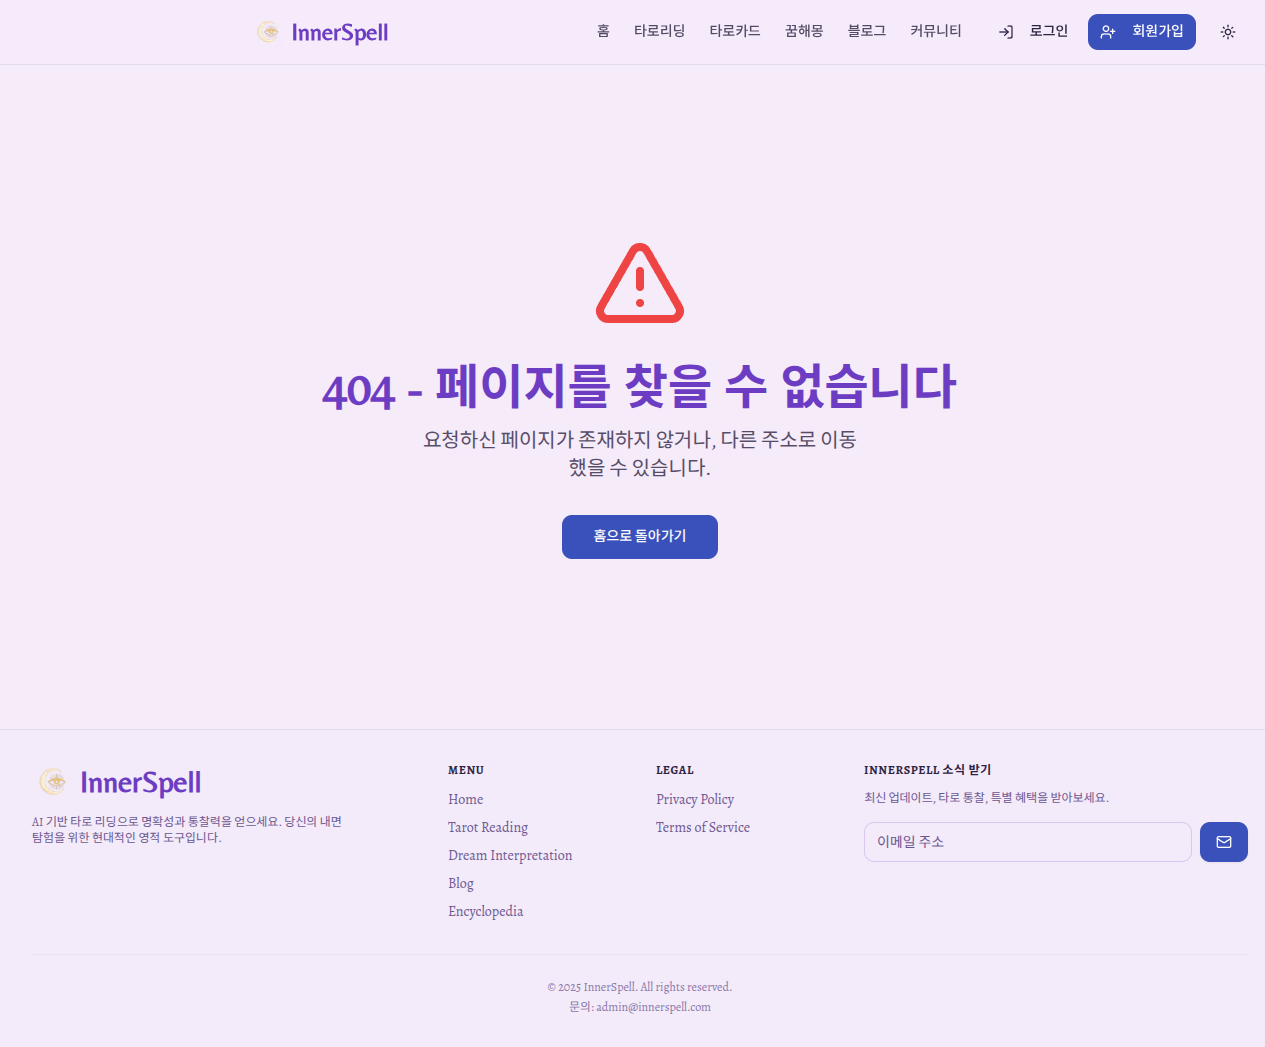 InnerSpell
홈 타로리딩 타로카드 꿈해몽 블로그 커뮤니티 로그인 회원가입
404 - 페이지를 찾을 수 없습니다
요청하신 페이지가 존재하지 않거나, 다른 주소로 이동
했을 수 있습니다.
홈으로 돌아가기
InnerSpell
AI 기반 타로 리딩으로 명확성과 통찰력을 얻으세요. 당신의 내면
탐험을 위한 현대적인 영적 도구입니다.
MENU
Home
Tarot Reading
Dream Interpretation
Blog
Encyclopedia
LEGAL
Privacy Policy
Terms of Service
INNERSPELL 소식 받기
최신 업데이트, 타로 통찰, 특별 혜택을 받아보세요.
이메일 주소
© 2025 InnerSpell. All rights reserved.
문의: admin@innerspell.com